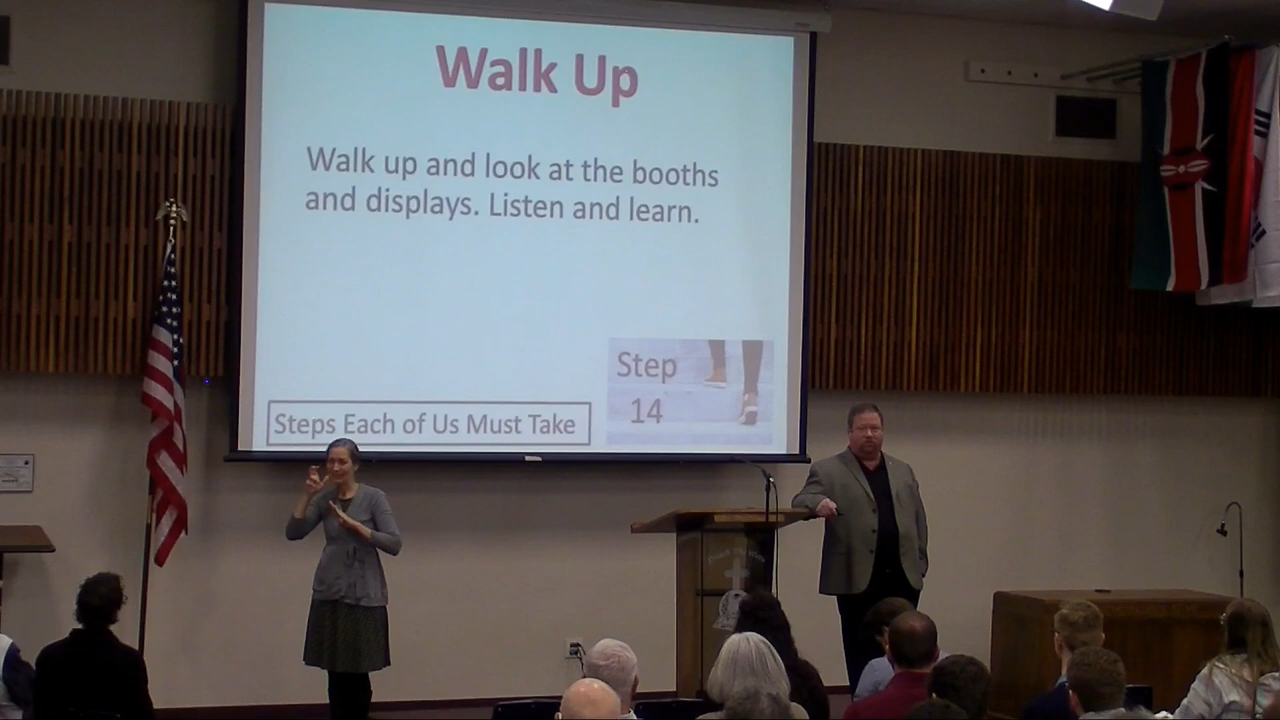 Walk Up
Walk up and look at the booths
and displays. Listen and learn.
Step
14
Steps Each of Us Must Take